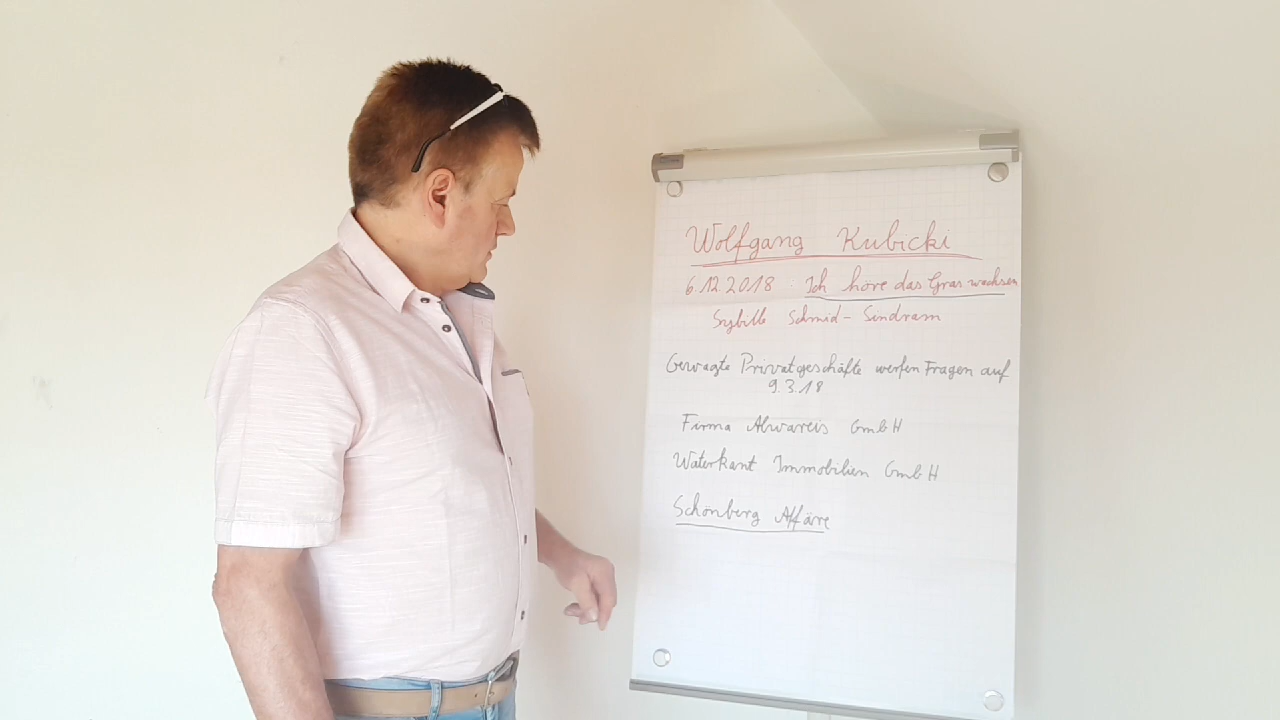 Wolfgang Kubicki
6.12.2018 : Ich höre das Gras wachsen
Sybille Schmid-Sendram
Gewagte Privatgeschäfte werfen Fragen auf
9.3.18
Firma Alwareis GmbH
Waterkant Immobilien GmbH
Schönberg Affäre